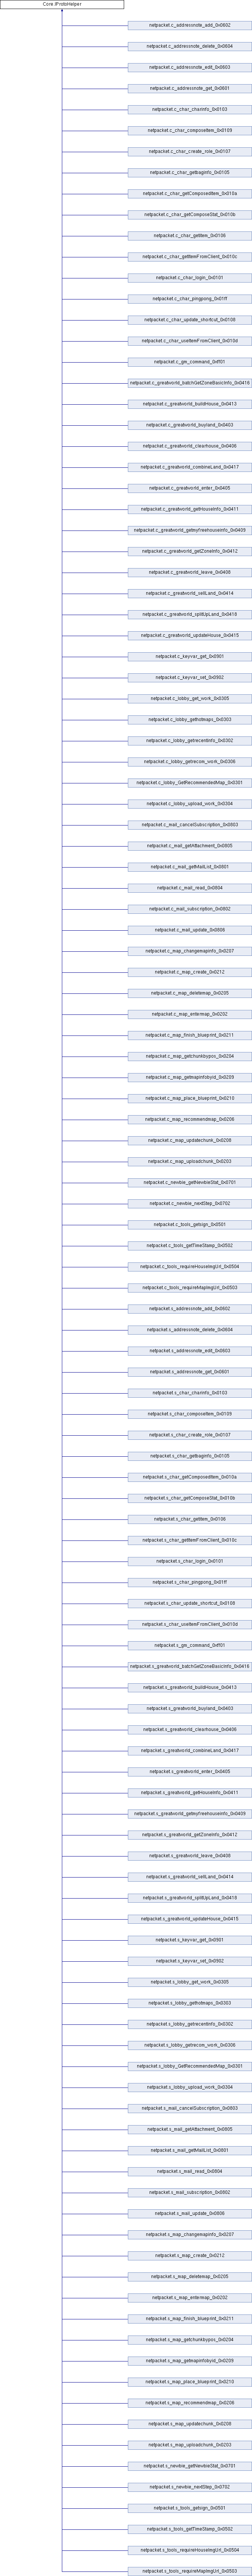 Core.IProtoHelper
netpacket.c_addressnote_add_0x0602
netpacket.c_addressnote_delete_0x0604
netpacket.c_addressnote_edit_0x0603
netpacket.c_addressnote_get_0x0601
netpacket.c_char_charinfo_0x0103
netpacket.c_char_composeItem_0x0109
netpacket.c_char_create_role_0x0107
netpacket.c_char_getbaginfo_0x0105
netpacket.c_char_getComposedItem_0x010a
netpacket.c_char_getComposeStat_0x010b
netpacket.c_char_getItem_0x0106
netpacket.c_char_getItemFromClient_0x010c
netpacket.c_char_login_0x0101
netpacket.c_char_pingpong_0x01ff
netpacket.c_char_update_shortcut_0x0108
netpacket.c_char_useItemFromClient_0x010d
netpacket.c_gm_command_0xff01
netpacket.c_greatworld_batchGetZoneBasicInfo_0x0416
netpacket.c_greatworld_buildHouse_0x0413
netpacket.c_greatworld_buyland_0x0403
netpacket.c_greatworld_clearhouse_0x0406
netpacket.c_greatworld_combineLand_0x0417
netpacket.c_greatworld_enter_0x0405
netpacket.c_greatworld_getHouseInfo_0x0411
netpacket.c_greatworld_getmyfreehouseinfo_0x0409
netpacket.c_greatworld_getZoneInfo_0x0412
netpacket.c_greatworld_leave_0x0408
netpacket.c_greatworld_sellLand_0x0414
netpacket.c_greatworld_splitUpLand_0x0418
netpacket.c_greatworld_updateHouse_0x0415
netpacket.c_keyvar_get_0x0901
netpacket.c_keyvar_set_0x0902
netpacket.c_lobby_get_work_0x0305
netpacket.c_lobby_gethotmaps_0x0303
netpacket.c_lobby_getrecentinfo_0x0302
netpacket.c_lobby_getrecom_work_0x0306
netpacket.c_lobby_GetRecommendedMap_0x0301
netpacket.c_lobby_upload_work_0x0304
netpacket.c_mail_cancelSubscription_0x0803
netpacket.c_mail_getAttachment_0x0805
netpacket.c_mail_getMailList_0x0801
netpacket.c_mail_read_0x0804
netpacket.c_mail_subscription_0x0802
netpacket.c_mail_update_0x0806
netpacket.c_map_changemapinfo_0x0207
netpacket.c_map_create_0x0212
netpacket.c_map_deletemap_0x0205
netpacket.c_map_entermap_0x0202
netpacket.c_map_finish_blueprint_0x0211
netpacket.c_map_getchunkbypos_0x0204
netpacket.c_map_getmapinfobyid_0x0209
netpacket.c_map_place_blueprint_0x0210
netpacket.c_map_recommendmap_0x0206
netpacket.c_map_updatechunk_0x0208
netpacket.c_map_uploadchunk_0x0203
netpacket.c_newbie_getNewbieStat_0x0701
netpacket.c_newbie_nextStep_0x0702
netpacket.c_tools_getsign_0x0501
netpacket.c_tools_getTimeStamp_0x0502
netpacket.c_tools_requireHouseImgUrl_0x0504
netpacket.c_tools_requireMapImgUrl_0x0503
netpacket.s_addressnote_add_0x0602
netpacket.s_addressnote_delete_0x0604
netpacket.s_addressnote_edit_0x0603
netpacket.s_addressnote_get_0x0601
netpacket.s_char_charinfo_0x0103
netpacket.s_char_composeItem_0x0109
netpacket.s_char_create_role_0x0107
netpacket.s_char_getbaginfo_0x0105
netpacket.s_char_getComposedItem_0x010a
netpacket.s_char_getComposeStat_0x010b
netpacket.s_char_getItem_0x0106
netpacket.s_char_getItemFromClient_0x010c
netpacket.s_char_login_0x0101
netpacket.s_char_pingpong_0x01ff
netpacket.s_char_update_shortcut_0x0108
netpacket.s_char_useItemFromClient_0x010d
netpacket.s_gm_command_0xff01
netpacket.s_greatworld_batchGetZoneBasicInfo_0x0416
netpacket.s_greatworld_buildHouse_0x0413
netpacket.s_greatworld_buyland_0x0403
netpacket.s_greatworld_clearhouse_0x0406
netpacket.s_greatworld_combineLand_0x0417
netpacket.s_greatworld_enter_0x0405
netpacket.s_greatworld_getHouseInfo_0x0411
netpacket.s_greatworld_getmyfreehouseinfo_0x0409
netpacket.s_greatworld_getZoneInfo_0x0412
netpacket.s_greatworld_leave_0x0408
netpacket.s_greatworld_sellLand_0x0414
netpacket.s_greatworld_splitUpLand_0x0418
netpacket.s_greatworld_updateHouse_0x0415
netpacket.s_keyvar_get_0x0901
netpacket.s_keyvar_set_0x0902
netpacket.s_lobby_get_work_0x0305
netpacket.s_lobby_gethotmaps_0x0303
netpacket.s_lobby_getrecentinfo_0x0302
netpacket.s_lobby_getrecom_work_0x0306
netpacket.s_lobby_GetRecommendedMap_0x0301
netpacket.s_lobby_upload_work_0x0304
netpacket.s_mail_cancelSubscription_0x0803
netpacket.s_mail_getAttachment_0x0805
netpacket.s_mail_getMailList_0x0801
netpacket.s_mail_read_0x0804
netpacket.s_mail_subscription_0x0802
netpacket.s_mail_update_0x0806
netpacket.s_map_changemapinfo_0x0207
netpacket.s_map_create_0x0212
netpacket.s_map_deletemap_0x0205
netpacket.s_map_entermap_0x0202
netpacket.s_map_finish_blueprint_0x0211
netpacket.s_map_getchunkbypos_0x0204
netpacket.s_map_getmapinfobyid_0x0209
netpacket.s_map_place_blueprint_0x0210
netpacket.s_map_recommendmap_0x0206
netpacket.s_map_updatechunk_0x0208
netpacket.s_map_uploadchunk_0x0203
netpacket.s_newbie_getNewbieStat_0x0701
netpacket.s_newbie_nextStep_0x0702
netpacket.s_tools_getsign_0x0501
netpacket.s_tools_getTimeStamp_0x0502
netpacket.s_tools_requireHouseImgUrl_0x0504
netpacket.s_tools_requireMapImgUrl_0x0503